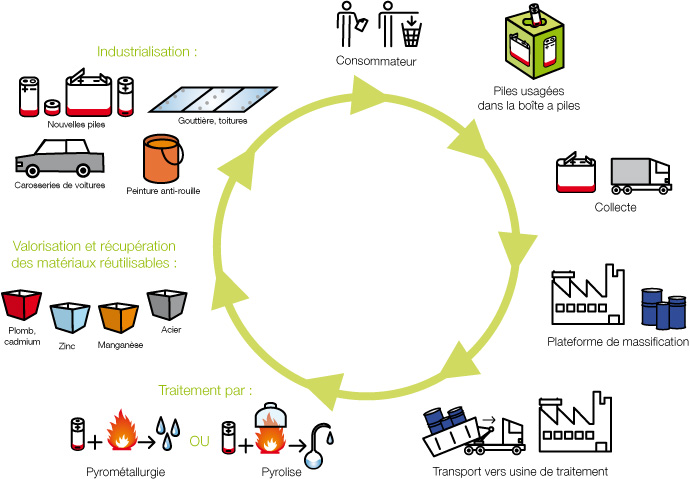 Consommateur
Piles usagées
dans la boîte a piles
Collecte
Plateforme de massification
Transport vers usine de traitement
Traitement par :
Pyrométallurgie
OU
Pyrolise
Valorisation et récupération
des matériaux réutilisables :
Plomb,
cadmium
Zinc
Manganèse
Acier
Industrialisation :
Nouvelles piles
Gouttière, toitures
Carosseries de voitures
Peinture anti-rouille